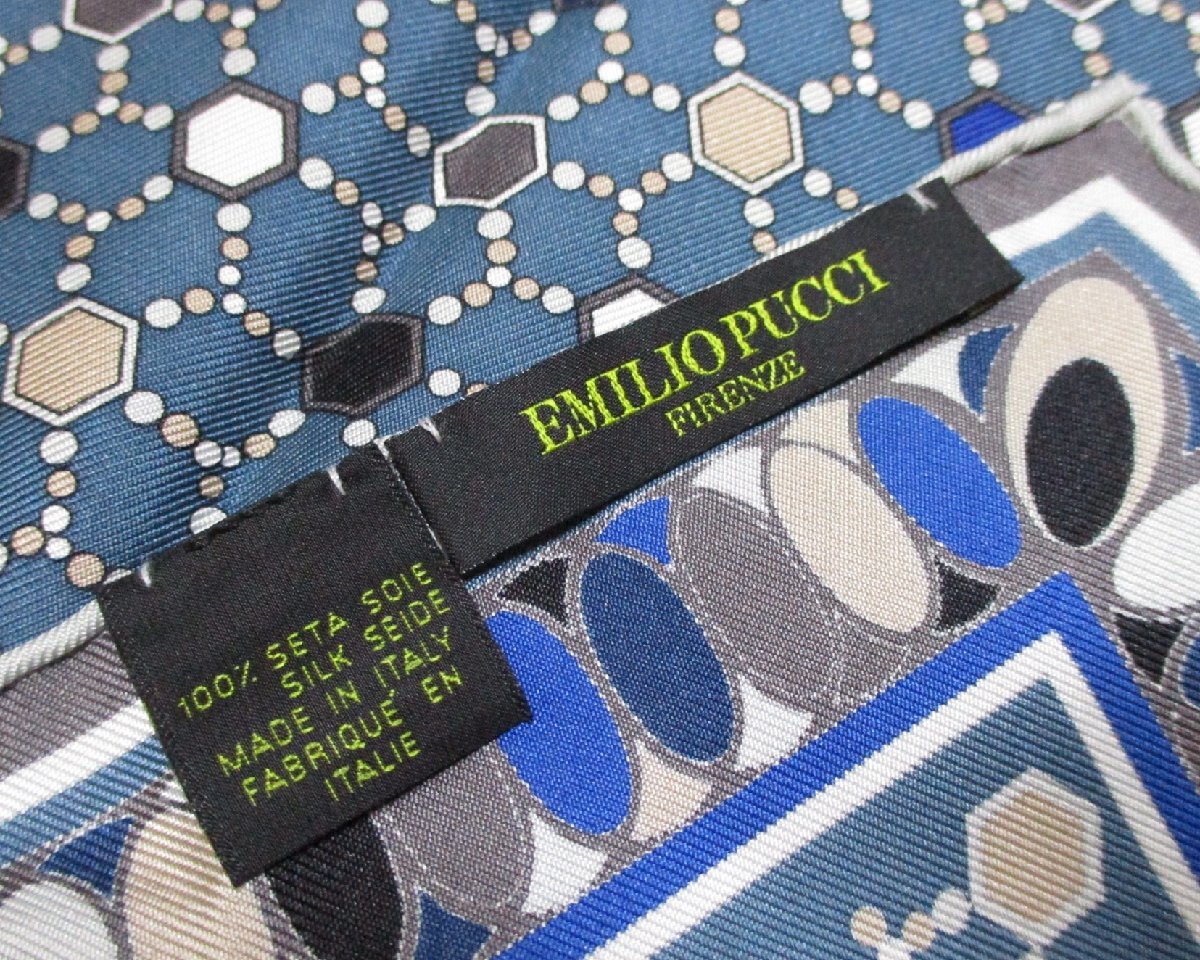 EMILIO PUCCI
FIRENZE
100% SETA SOIE
SILK SEIDE
MADE IN ITALY
FABRIQUÉ EN
ITALIE